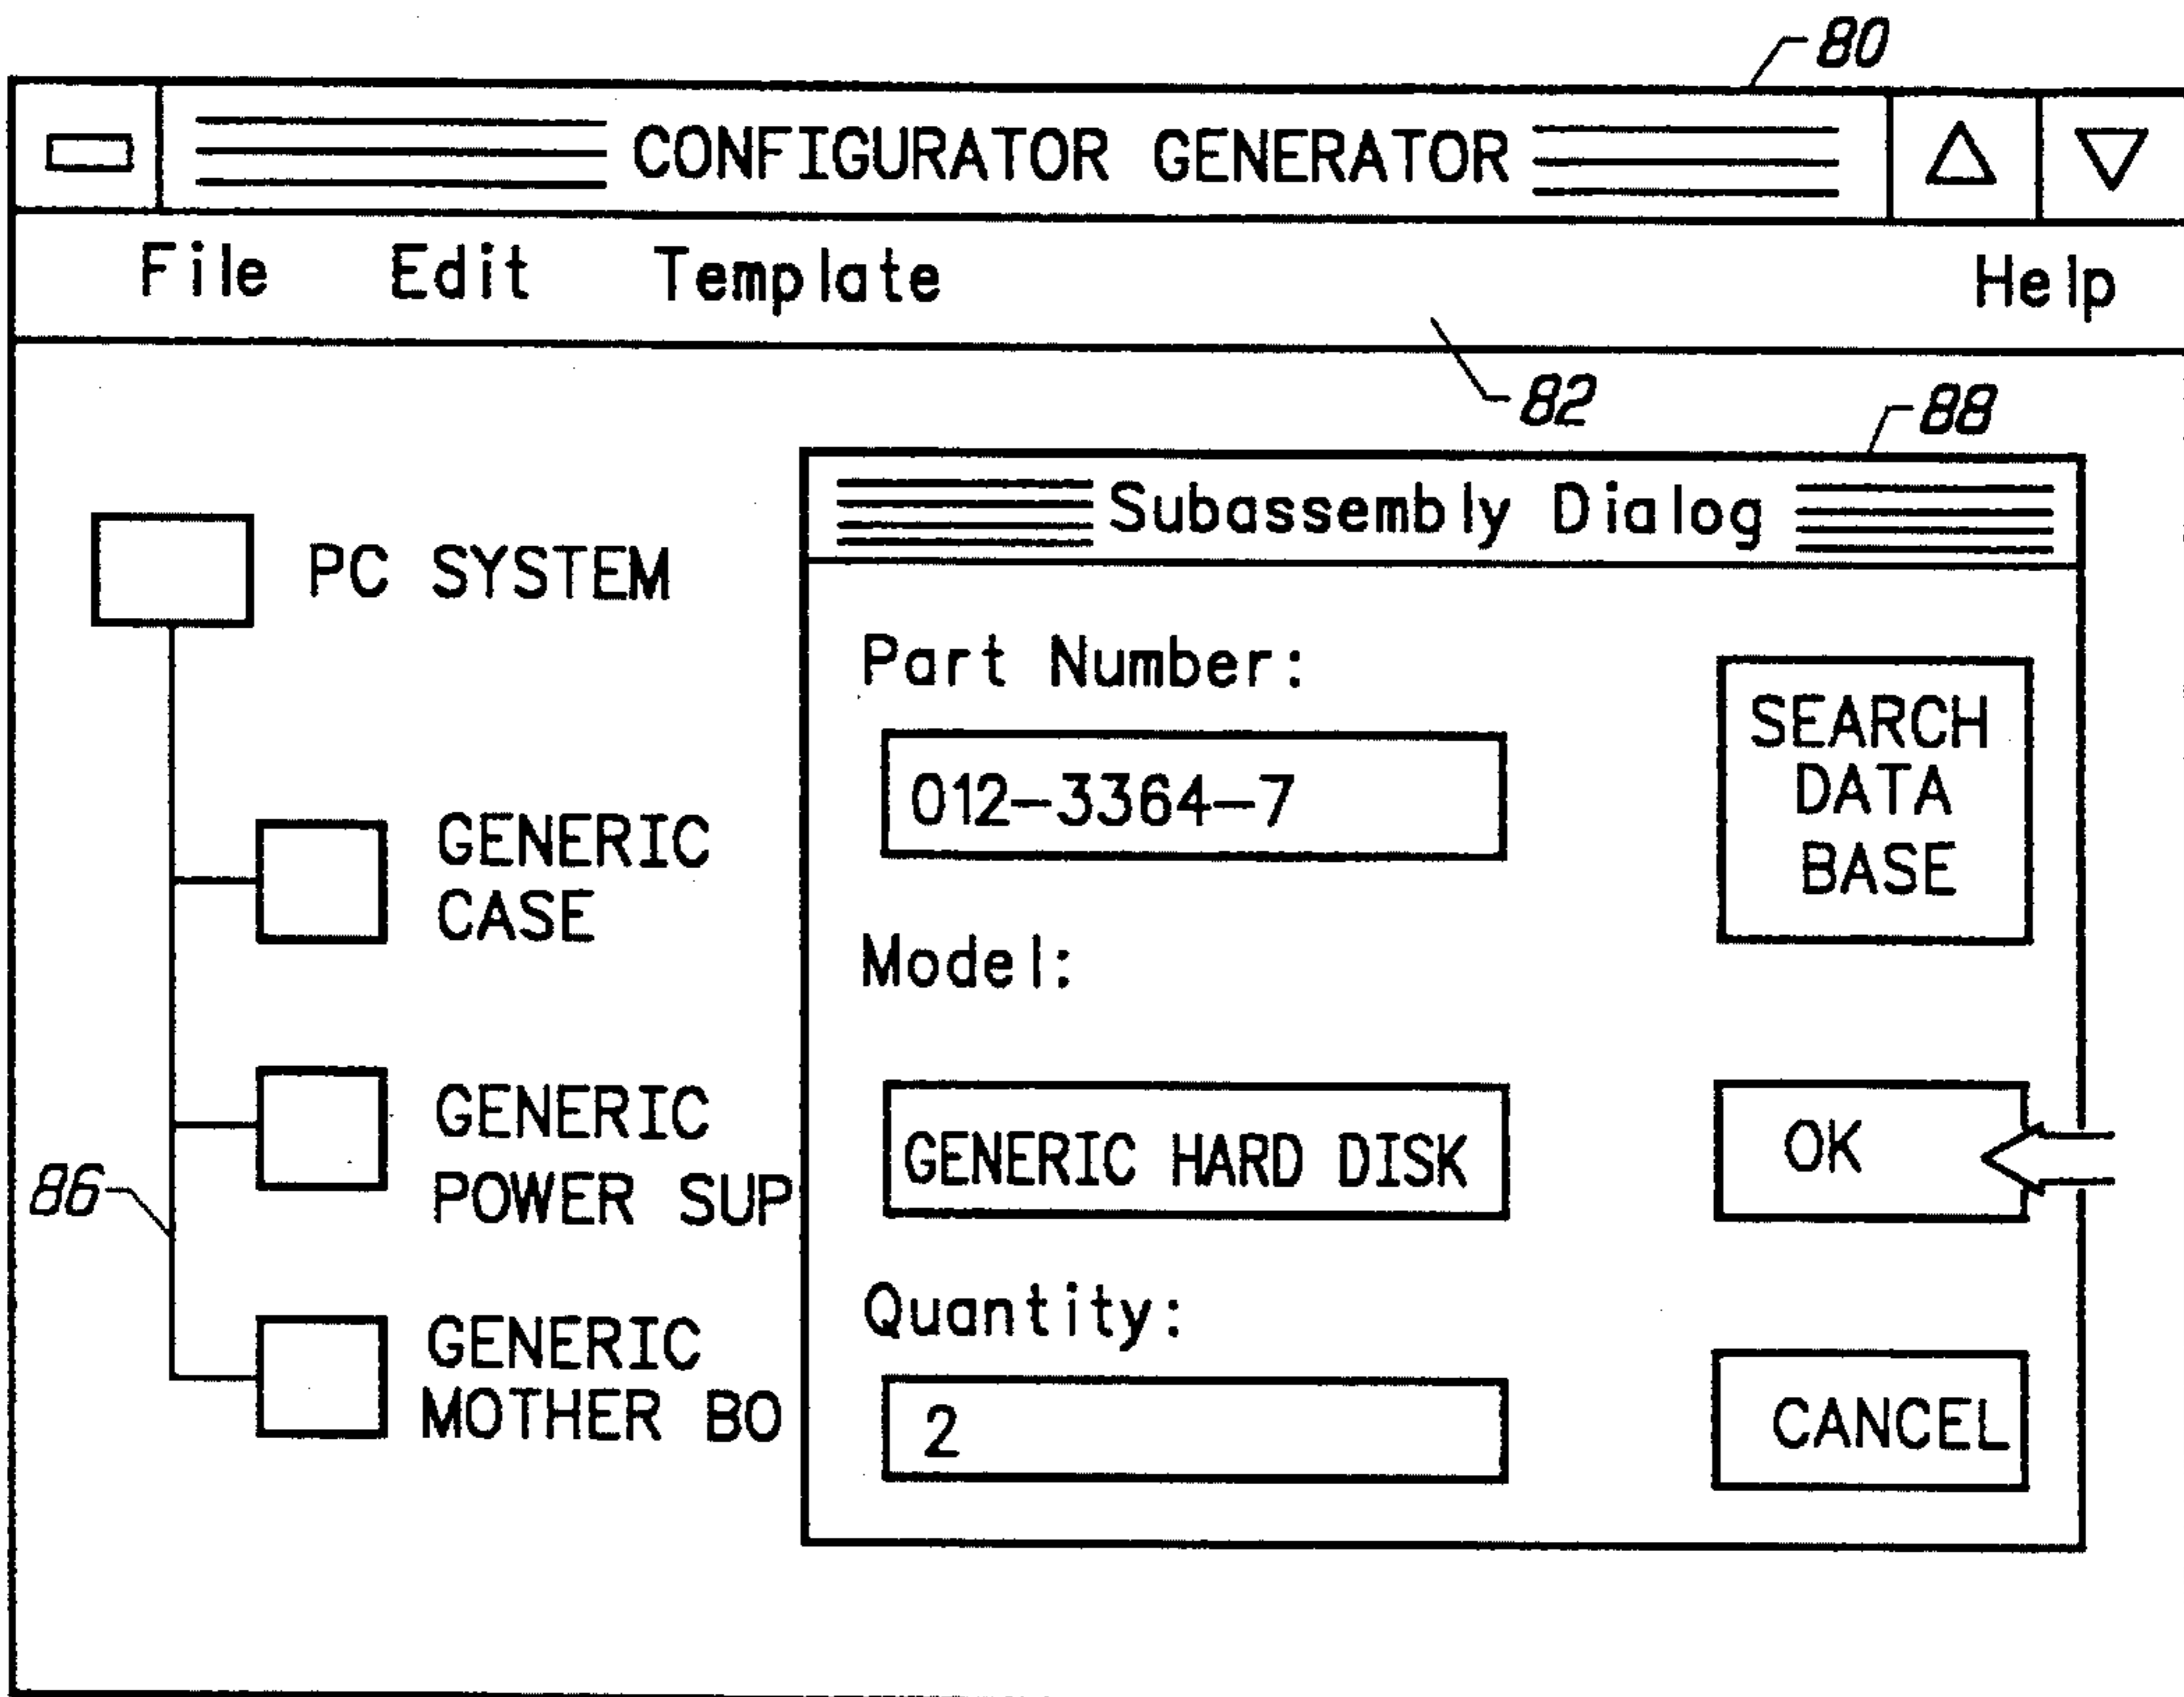 80
CONFIGURATOR GENERATOR
File Edit Template Help
82
88
PC SYSTEM
GENERIC
CASE
GENERIC
POWER SUP
86
GENERIC
MOTHER BO
Subassembly Dialog
Part Number:
012-3364-7
SEARCH
DATA
BASE
Model:
GENERIC HARD DISK
OK
Quantity:
2
CANCEL